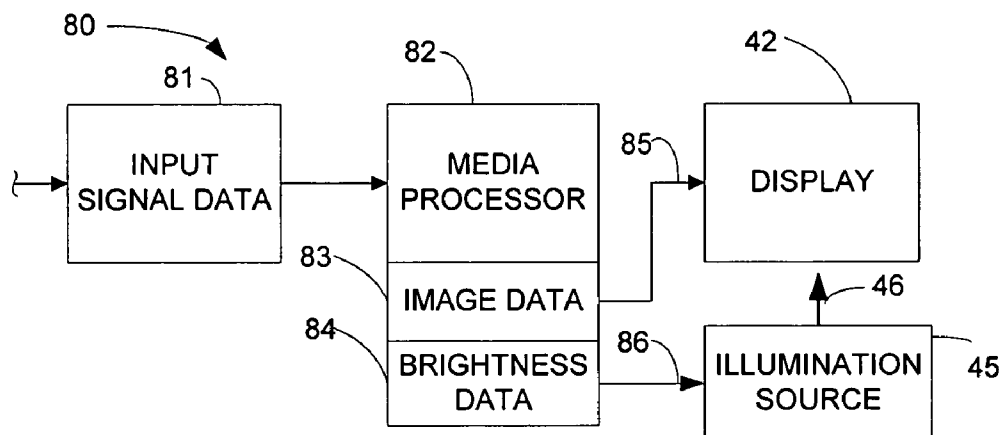 80
81
INPUT
SIGNAL DATA
82
MEDIA
PROCESSOR
83
IMAGE DATA
84
BRIGHTNESS
DATA
85
42
DISPLAY
46
86
ILLUMINATION
SOURCE
45